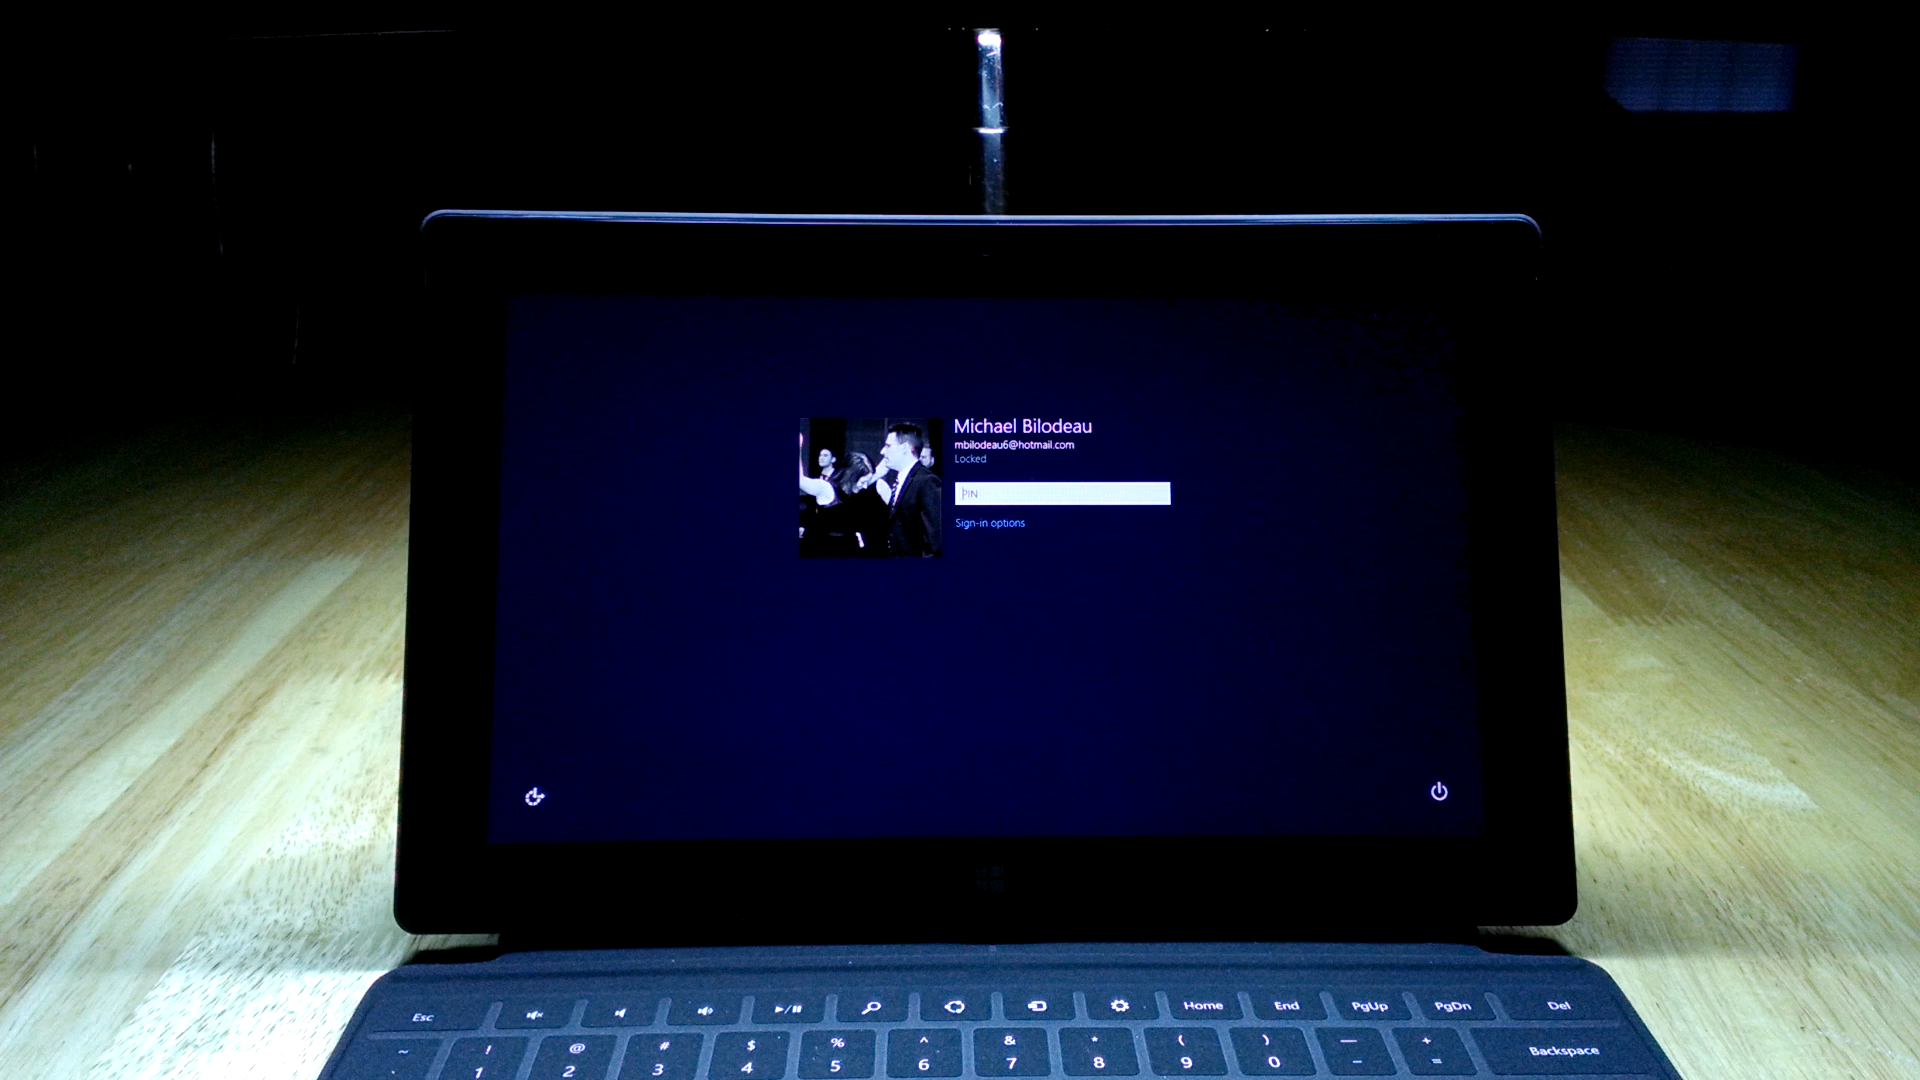 Michael Bilodeau
mbilodeau6@hotmail.com
Locked
PIN
Sign-in options
Esc
Home End PgUp PgDn Del
~ ! @ # $ % ^ & * ( ) — +
` 1 2 3 4 5 6 7 8 9 0 - = Backspace